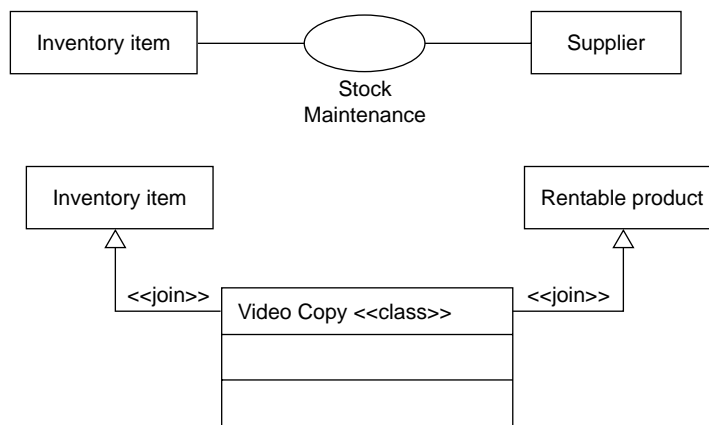 Inventory item
Supplier
Stock
Maintenance
Inventory item
Rentable product
<<join>>
<<join>>
Video Copy <<class>>